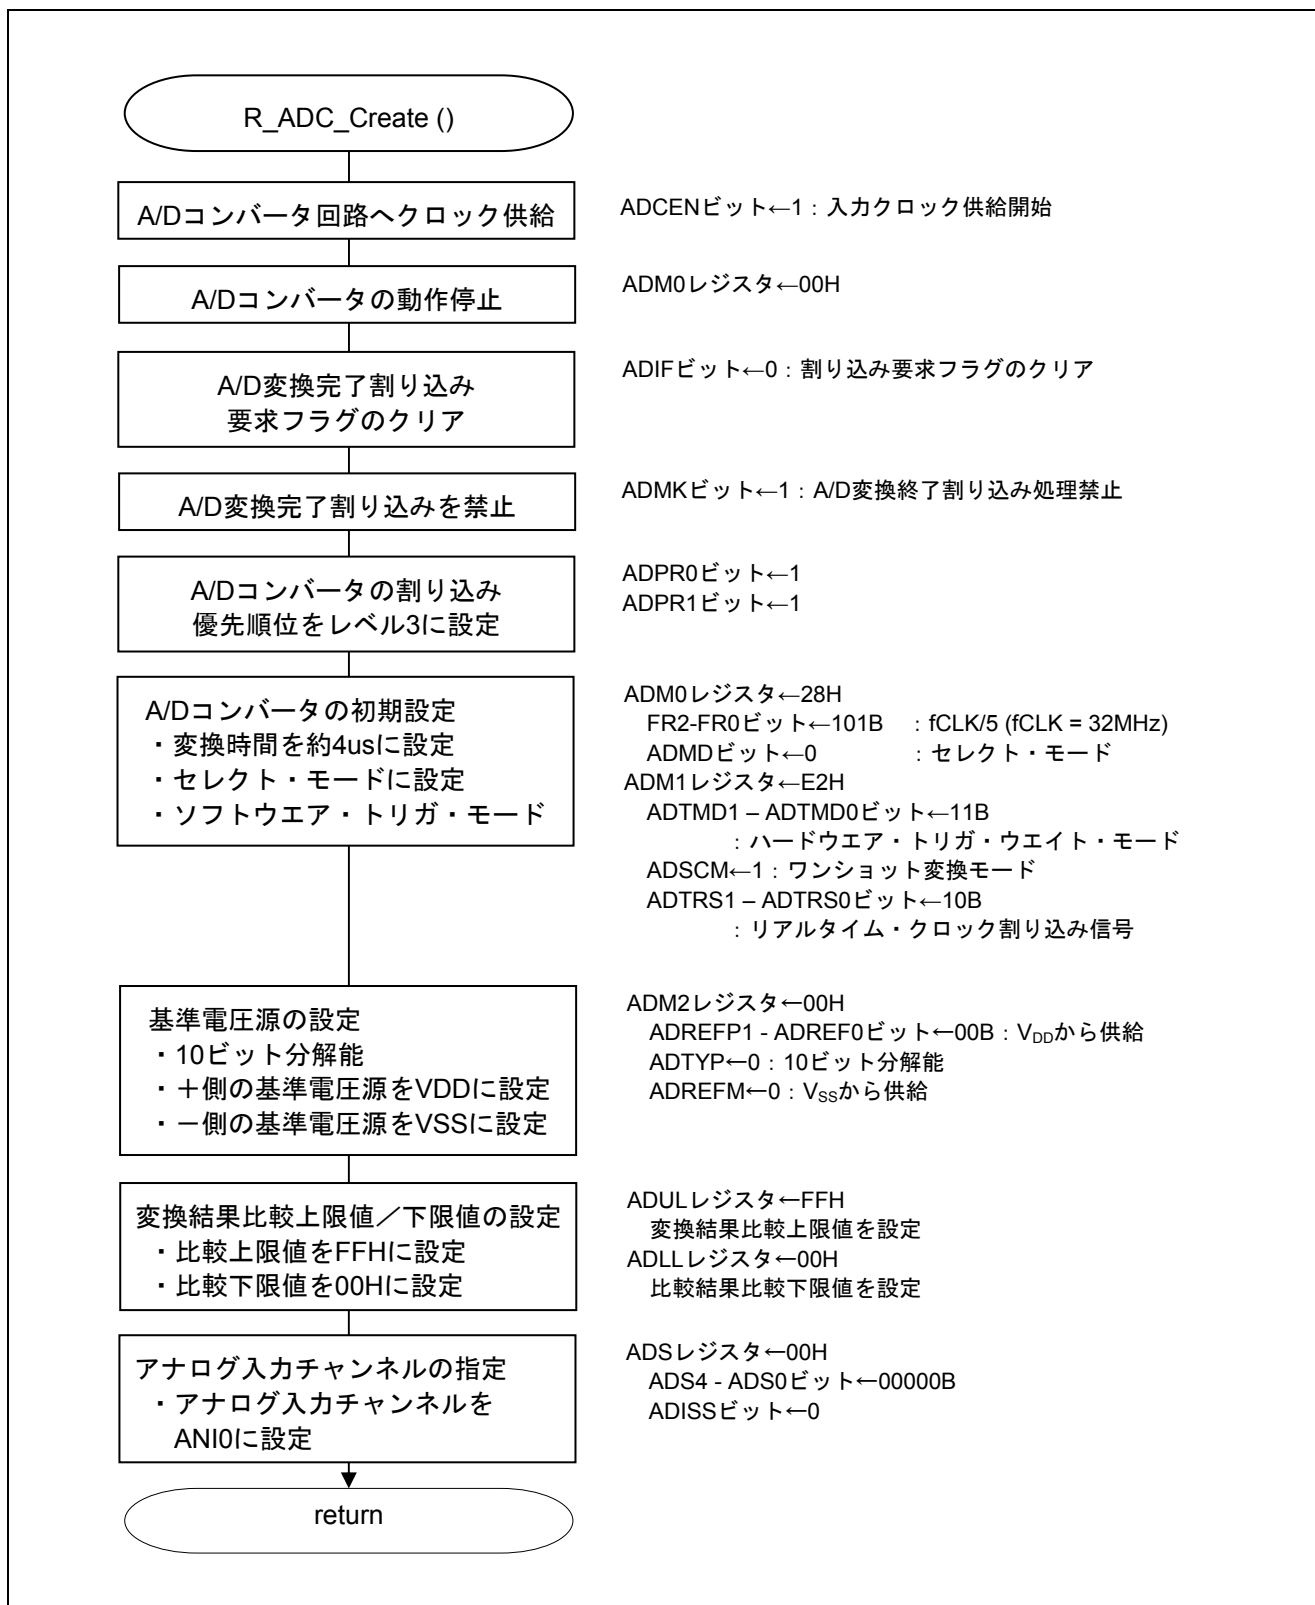 R_ADC_Create ()
A/Dコンバータ回路へクロック供給
ADCENビット←1：入力クロック供給開始
A/Dコンバータの動作停止
ADM0レジスタ←00H
A/D変換完了割り込み
要求フラグのクリア
ADIFビット←0：割り込み要求フラグのクリア
A/D変換完了割り込みを禁止
ADMKビット←1：A/D変換終了割り込み処理禁止
A/Dコンバータの割り込み
優先順位をレベル3に設定
ADPR0ビット←1
ADPR1ビット←1
A/Dコンバータの初期設定
・変換時間を約4usに設定
・セレクト・モードに設定
・ソフトウエア・トリガ・モード
ADM0レジスタ←28H
FR2-FR0ビット←101B ：fCLK/5 (fCLK = 32MHz)
ADMDビット←0 ：セレクト・モード
ADM1レジスタ←E2H
ADTMD1 – ADTMD0ビット←11B
：ハードウエア・トリガ・ウエイト・モード
ADSCM←1：ワンショット変換モード
ADTRS1 – ADTRS0ビット←10B
：リアルタイム・クロック割り込み信号
基準電圧源の設定
・10ビット分解能
・＋側の基準電圧源をVDDに設定
・－側の基準電圧源をVSSに設定
ADM2レジスタ←00H
ADREFP1 - ADREF0ビット←00B：VDDから供給
ADTYP←0：10ビット分解能
ADREFM←0：VSSから供給
変換結果比較上限値／下限値の設定
・比較上限値をFFHに設定
・比較下限値を00Hに設定
ADULレジスタ←FFH
変換結果比較上限値を設定
ADLLレジスタ←00H
比較結果比較下限値を設定
アナログ入力チャンネルの指定
・アナログ入力チャンネルを
ANI0に設定
ADSレジスタ←00H
ADS4 - ADS0ビット←00000B
ADISSビット←0
return